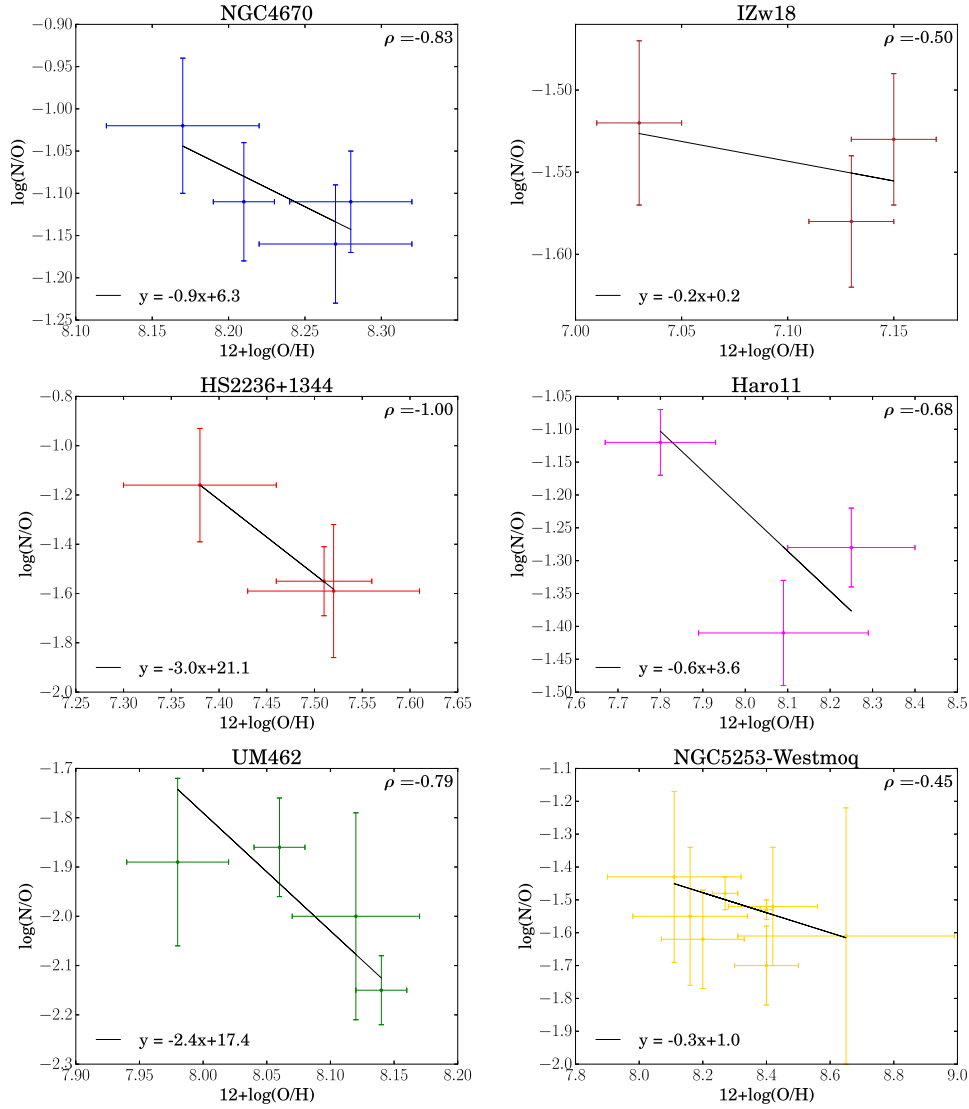 NGC4670
ρ =-0.83
log(N/O)
−0.90
−0.95
−1.00
−1.05
−1.10
−1.15
−1.20
−1.25
8.10 8.20 8.25 8.30
y = -0.9x+6.3
12+log(O/H)
IZw18
ρ =-0.50
log(N/O)
−1.50
−1.55
−1.60
7.00 7.05 7.10 7.15
y = -0.2x+0.2
12+log(O/H)
HS2236+1344
ρ =-1.00
log(N/O)
−0.8
−1.0
−1.2
−1.4
−1.6
−1.8
−2.0
7.25 7.30 7.35 7.40 7.45 7.50 7.55 7.60 7.65
y = -3.0x+21.1
12+log(O/H)
Haro11
ρ =-0.68
log(N/O)
−1.05
−1.10
−1.15
−1.20
−1.25
−1.30
−1.35
−1.40
−1.45
−1.50
7.6 7.7 7.8 7.9 8.0 8.1 8.2 8.3 8.4 8.5
y = -0.6x+3.6
12+log(O/H)
UM462
ρ =-0.79
log(N/O)
−1.7
−1.8
−1.9
−2.0
−2.1
−2.2
−2.3
7.90 7.95 8.00 8.05 8.10 8.15 8.20
y = -2.4x+17.4
12+log(O/H)
NGC5253-Westmoq
ρ =-0.45
log(N/O)
−1.1
−1.2
−1.3
−1.4
−1.5
−1.6
−1.7
−1.8
−1.9
−2.0
7.8 8.0 8.2 8.4 8.6 8.8 9.0
y = -0.3x+1.0
12+log(O/H)